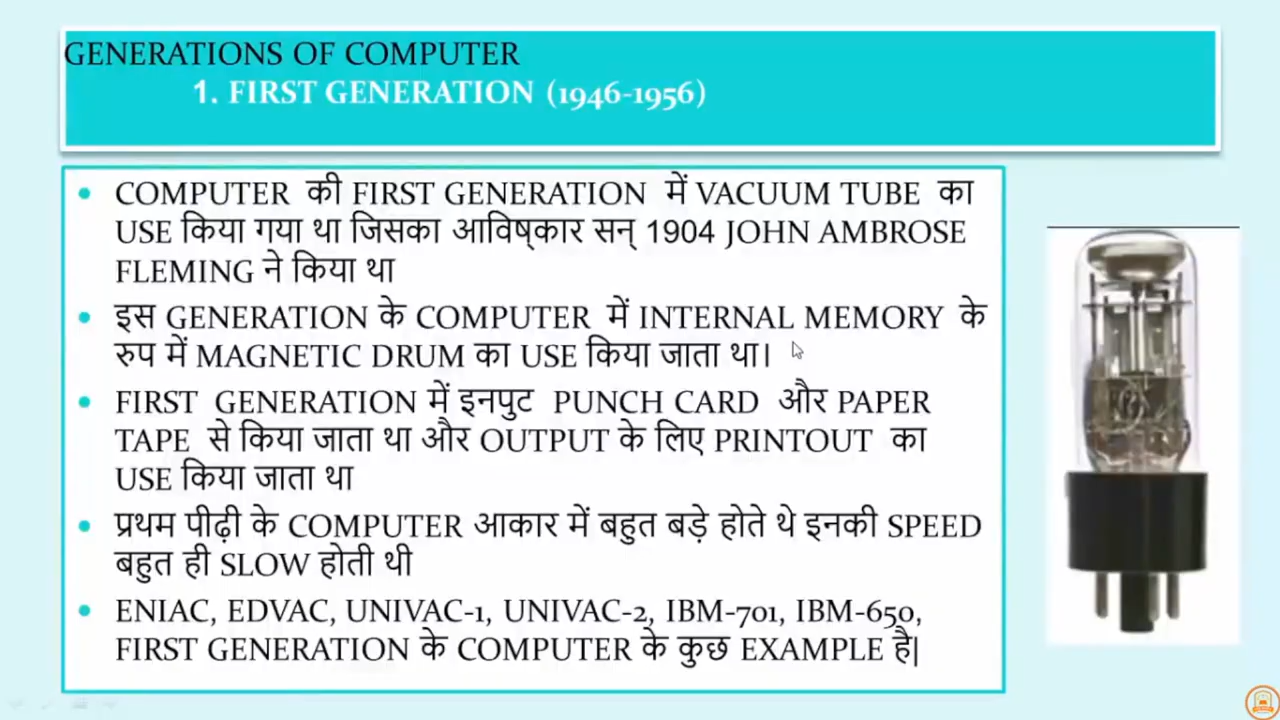 GENERATIONS OF COMPUTER
1. FIRST GENERATION (1946-1956)
• COMPUTER की FIRST GENERATION में VACUUM TUBE का
USE किया गया था जिसका आविष्कार सन् 1904 JOHN AMBROSE
FLEMING ने किया था
• इस GENERATION के COMPUTER में INTERNAL MEMORY के
रुप में MAGNETIC DRUM का USE किया जाता था।
• FIRST GENERATION में इनपुट PUNCH CARD और PAPER
TAPE से किया जाता था और OUTPUT के लिए PRINTOUT का
USE किया जाता था
• प्रथम पीढ़ी के COMPUTER आकार में बहुत बड़े होते थे इनकी SPEED
बहुत ही SLOW होती थी
• ENIAC, EDVAC, UNIVAC-1, UNIVAC-2, IBM-701, IBM-650,
FIRST GENERATION के COMPUTER के कुछ EXAMPLE है|